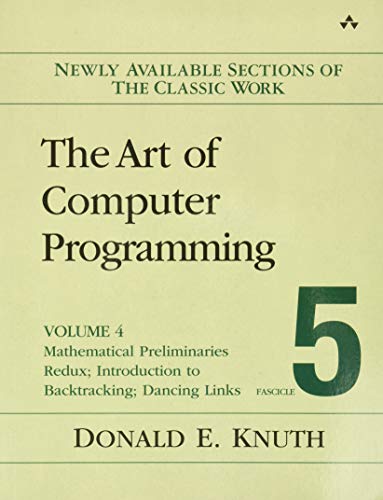 NEWLY AVAILABLE SECTIONS OF
THE CLASSIC WORK
The Art of
Computer
Programming
VOLUME 4
Mathematical Preliminaries
Redux; Introduction to
Backtracking; Dancing Links
FASCICLE 5
DONALD E. KNUTH